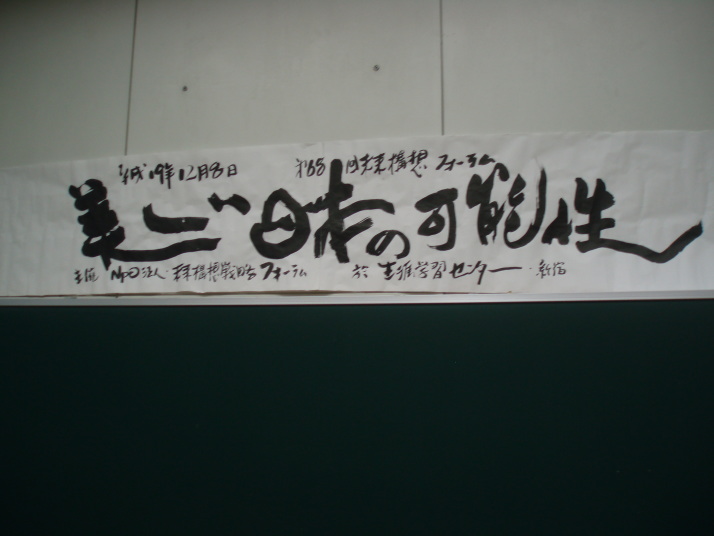 平成19年12月8日 第65回未来構想フォーラム
美しい日本の可能性
主催 NPO法人・未来構想戦略フォーラム 於 生涯学習センター・新宿